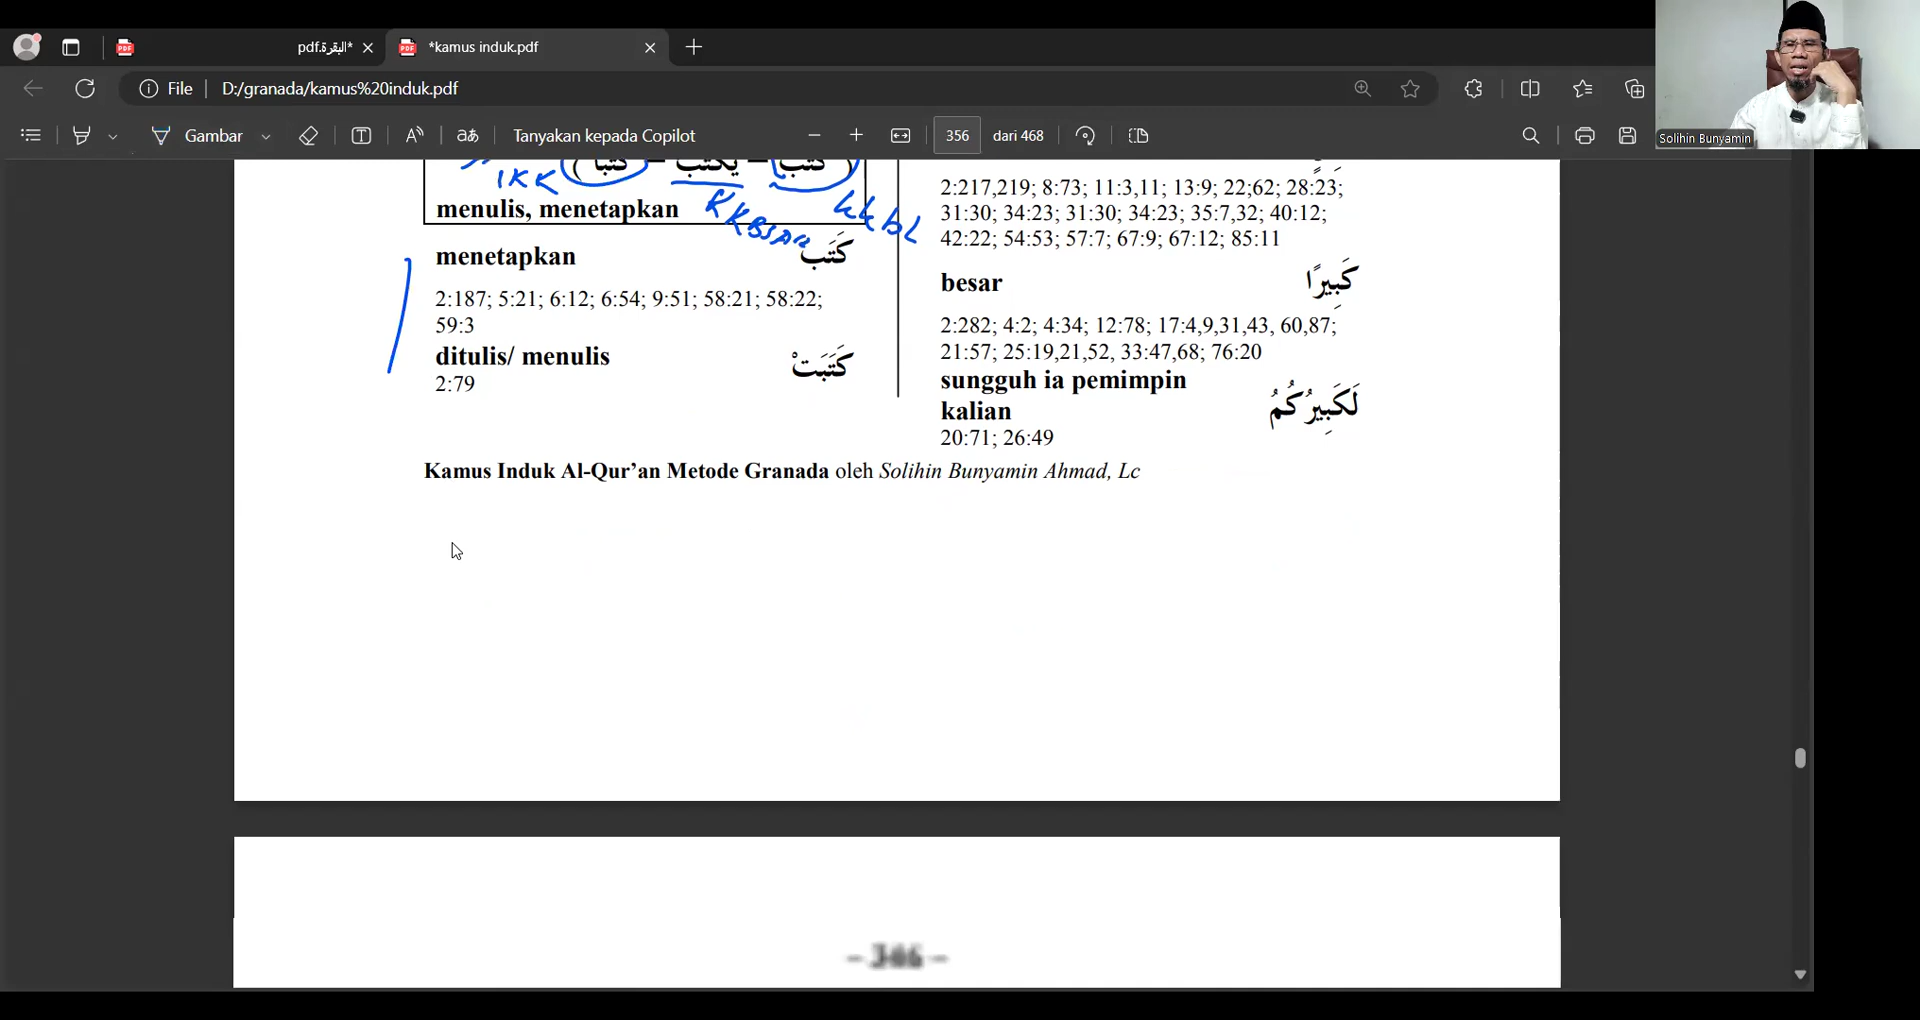 pdf.البقرة*
*kamus induk.pdf
File D:/granada/kamus%20induk.pdf
Gambar
Tanyakan kepada Copilot
356 dari 468
Solihin Bunyamin
( كتب – يكتب – كتبا )
IKK
KKBSAn
kkbl
menulis, menetapkan
menetapkan كَتَبَ
2:187; 5:21; 6:12; 6:54; 9:51; 58:21; 58:22;
59:3
ditulis/ menulis كَتَبَتْ
2:79
2:217,219; 8:73; 11:3,11; 13:9; 22;62; 28:23;
31:30; 34:23; 31:30; 34:23; 35:7,32; 40:12;
42:22; 54:53; 57:7; 67:9; 67:12; 85:11
besar كَبِيرًا
2:282; 4:2; 4:34; 12:78; 17:4,9,31,43, 60,87;
21:57; 25:19,21,52, 33:47,68; 76:20
sungguh ia pemimpin
kalian لَكَبِيرُكُمُ
20:71; 26:49
Kamus Induk Al-Qur’an Metode Granada oleh Solihin Bunyamin Ahmad, Lc